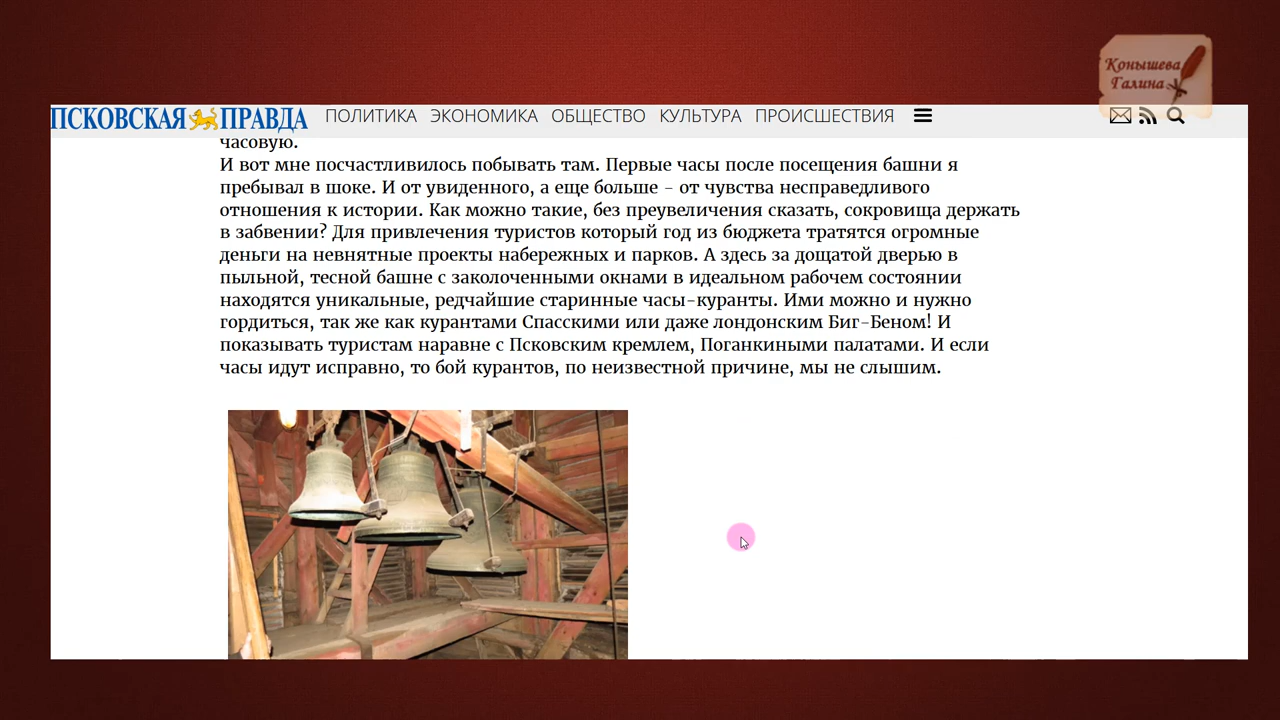 Конышева
Галина
ПСКОВСКАЯ ПРАВДА ПОЛИТИКА ЭКОНОМИКА ОБЩЕСТВО КУЛЬТУРА ПРОИСШЕСТВИЯ
часовую.
И вот мне посчастливилось побывать там. Первые часы после посещения башни я
пребывал в шоке. И от увиденного, а еще больше – от чувства несправедливого
отношения к истории. Как можно такие, без преувеличения сказать, сокровища держать
в забвении? Для привлечения туристов который год из бюджета тратятся огромные
деньги на невнятные проекты набережных и парков. А здесь за дощатой дверью в
пыльной, тесной башне с заколоченными окнами в идеальном рабочем состоянии
находятся уникальные, редчайшие старинные часы-куранты. Ими можно и нужно
гордиться, так же как курантами Спасскими или даже лондонским Биг-Беном! И
показывать туристам наравне с Псковским кремлем, Поганкиными палатами. И если
часы идут исправно, то бой курантов, по неизвестной причине, мы не слышим.